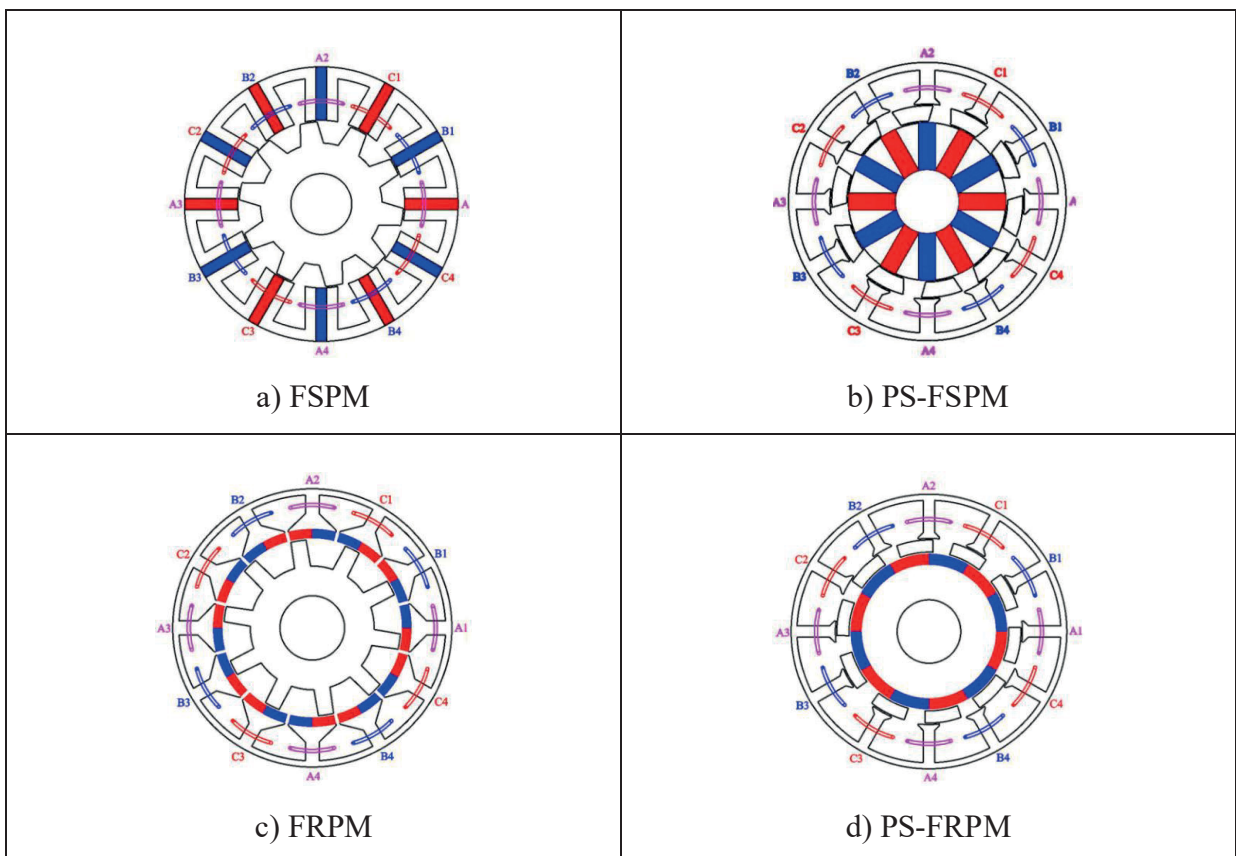 A2
B2 C1
C2 B1
A3 A
B3 C4
C3 B4
A4
a) FSPM
A2
B2 C1
C2 B1
A3 A
B3 C4
C3 B4
A4
b) PS-FSPM
A2
B2 C1
C2 B1
A3 A1
B3 C4
C3 B4
A4
c) FRPM
A2
B2 C1
C2 B1
A3 A1
B3 C4
C3 B4
A4
d) PS-FRPM